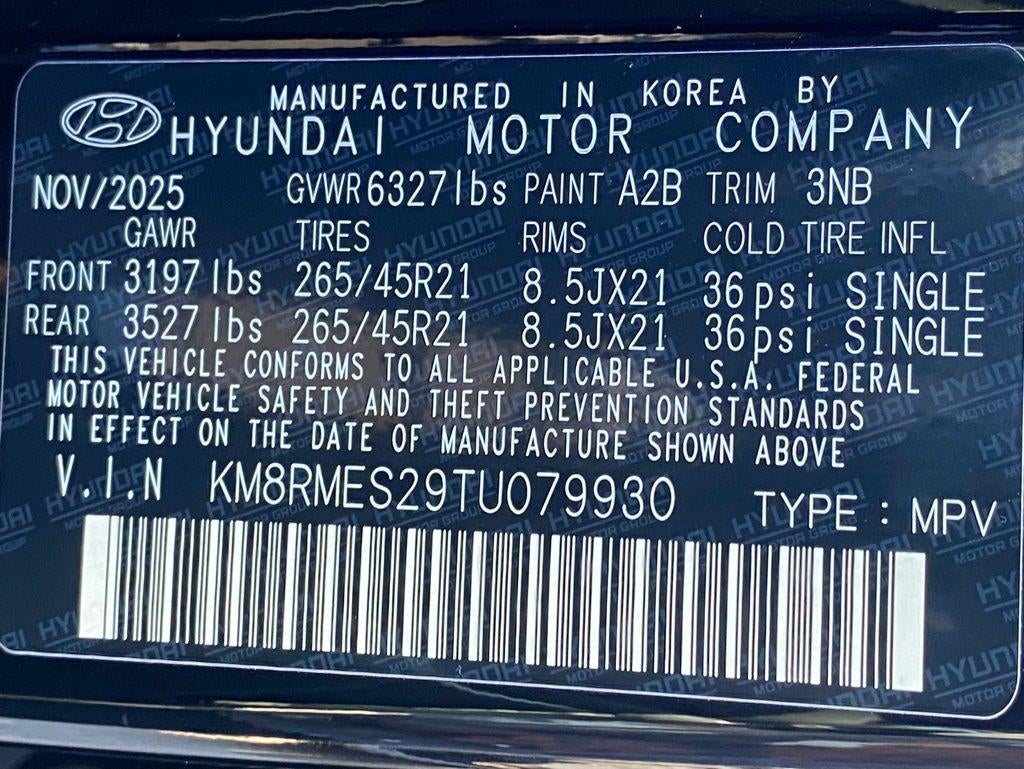 MANUFACTURED IN KOREA BY
HYUNDAI MOTOR COMPANY
NOV/2025 GVWR 6327lbs PAINT A2B TRIM 3NB
GAWR TIRES RIMS COLD TIRE INFL
FRONT 3197lbs 265/45R21 8.5JX21 36psi SINGLE
REAR 3527lbs 265/45R21 8.5JX21 36psi SINGLE
THIS VEHICLE CONFORMS TO ALL APPLICABLE U.S.A. FEDERAL
MOTOR VEHICLE SAFETY AND THEFT PREVENTION STANDARDS
IN EFFECT ON THE DATE OF MANUFACTURE SHOWN ABOVE
V.I.N KM8RMES29TU079930 TYPE : MPV